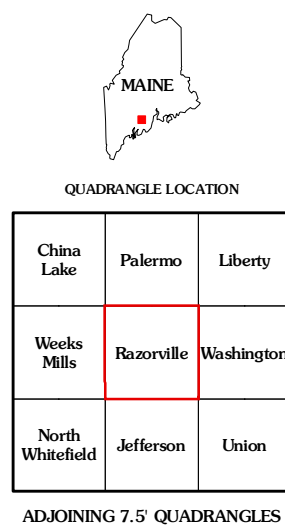 MAINE
QUADRANGLE LOCATION
China
Lake
Palermo
Liberty
Weeks
Mills
Razorville
Washington
North
Whitefield
Jefferson
Union
ADJOINING 7.5' QUADRANGLES